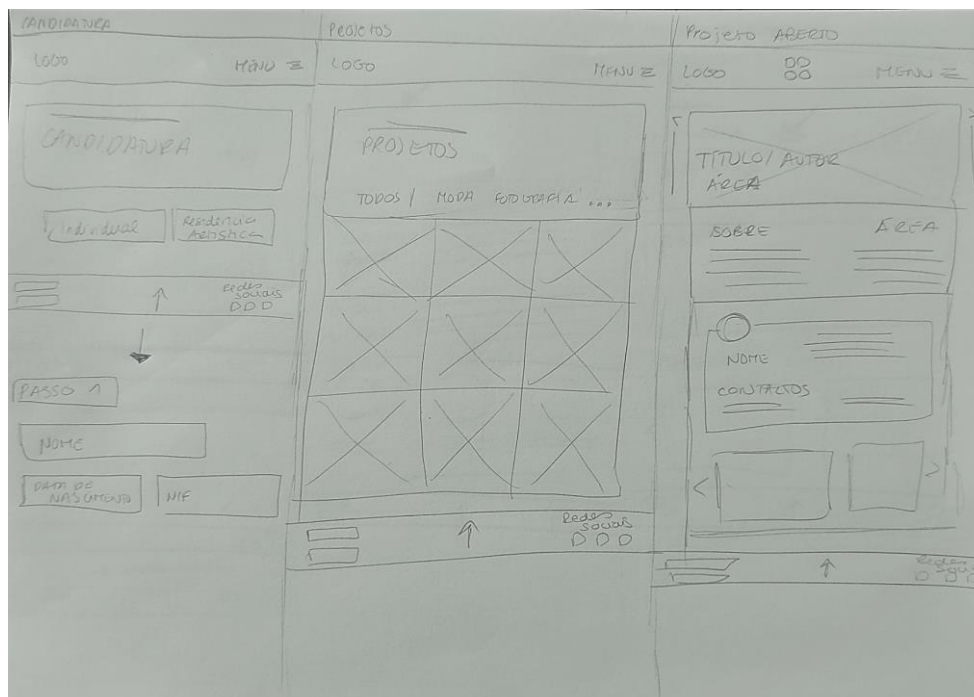 CANDIDATURA
LOGO MENU
CANDIDATURA
Individual
Residência
Artística
Redes
sociais
PASSO 1
NOME
DATA DE
NASCIMENTO
NIF
Projetos
LOGO MENU
PROJETOS
TODOS / MODA FOTOGRAFIA ...
Redes
sociais
Projeto ABERTO
LOGO MENU
TÍTULO / AUTOR
ÁREA
SOBRE ÁREA
NOME
CONTACTOS
Redes
sociais